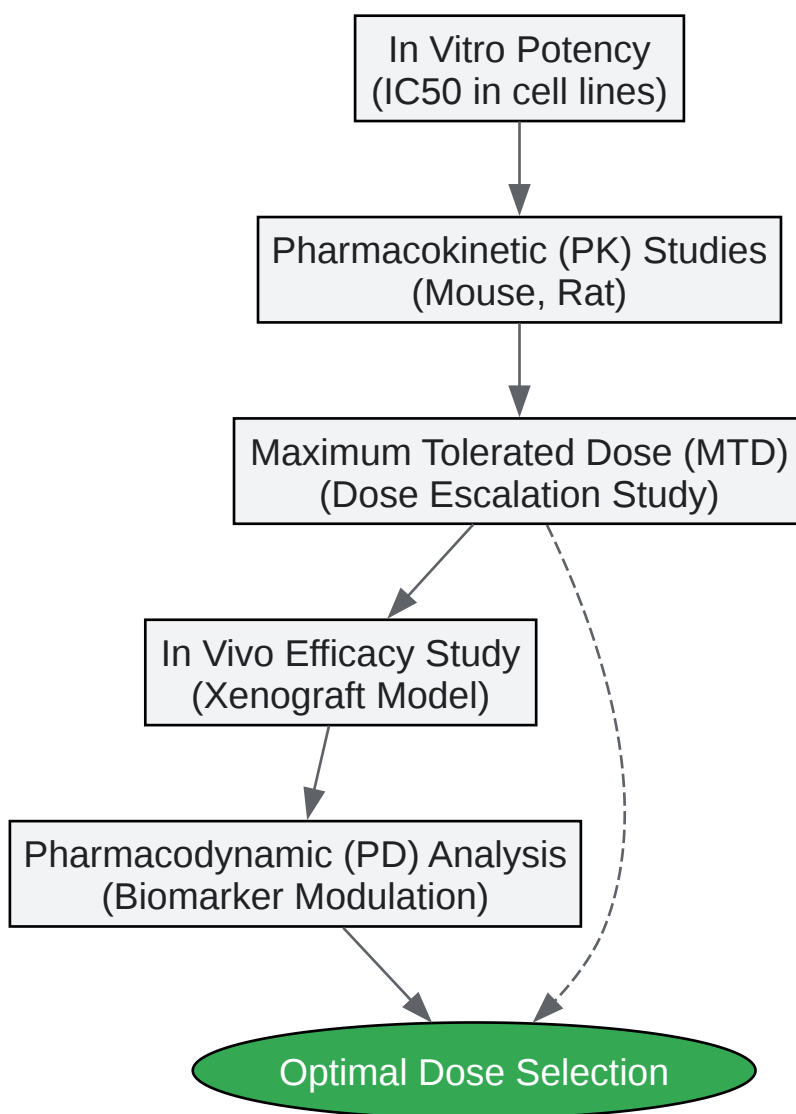 In Vitro Potency
(IC50 in cell lines)
Pharmacokinetic (PK) Studies
(Mouse, Rat)
Maximum Tolerated Dose (MTD)
(Dose Escalation Study)
In Vivo Efficacy Study
(Xenograft Model)
Pharmacodynamic (PD) Analysis
(Biomarker Modulation)
Optimal Dose Selection